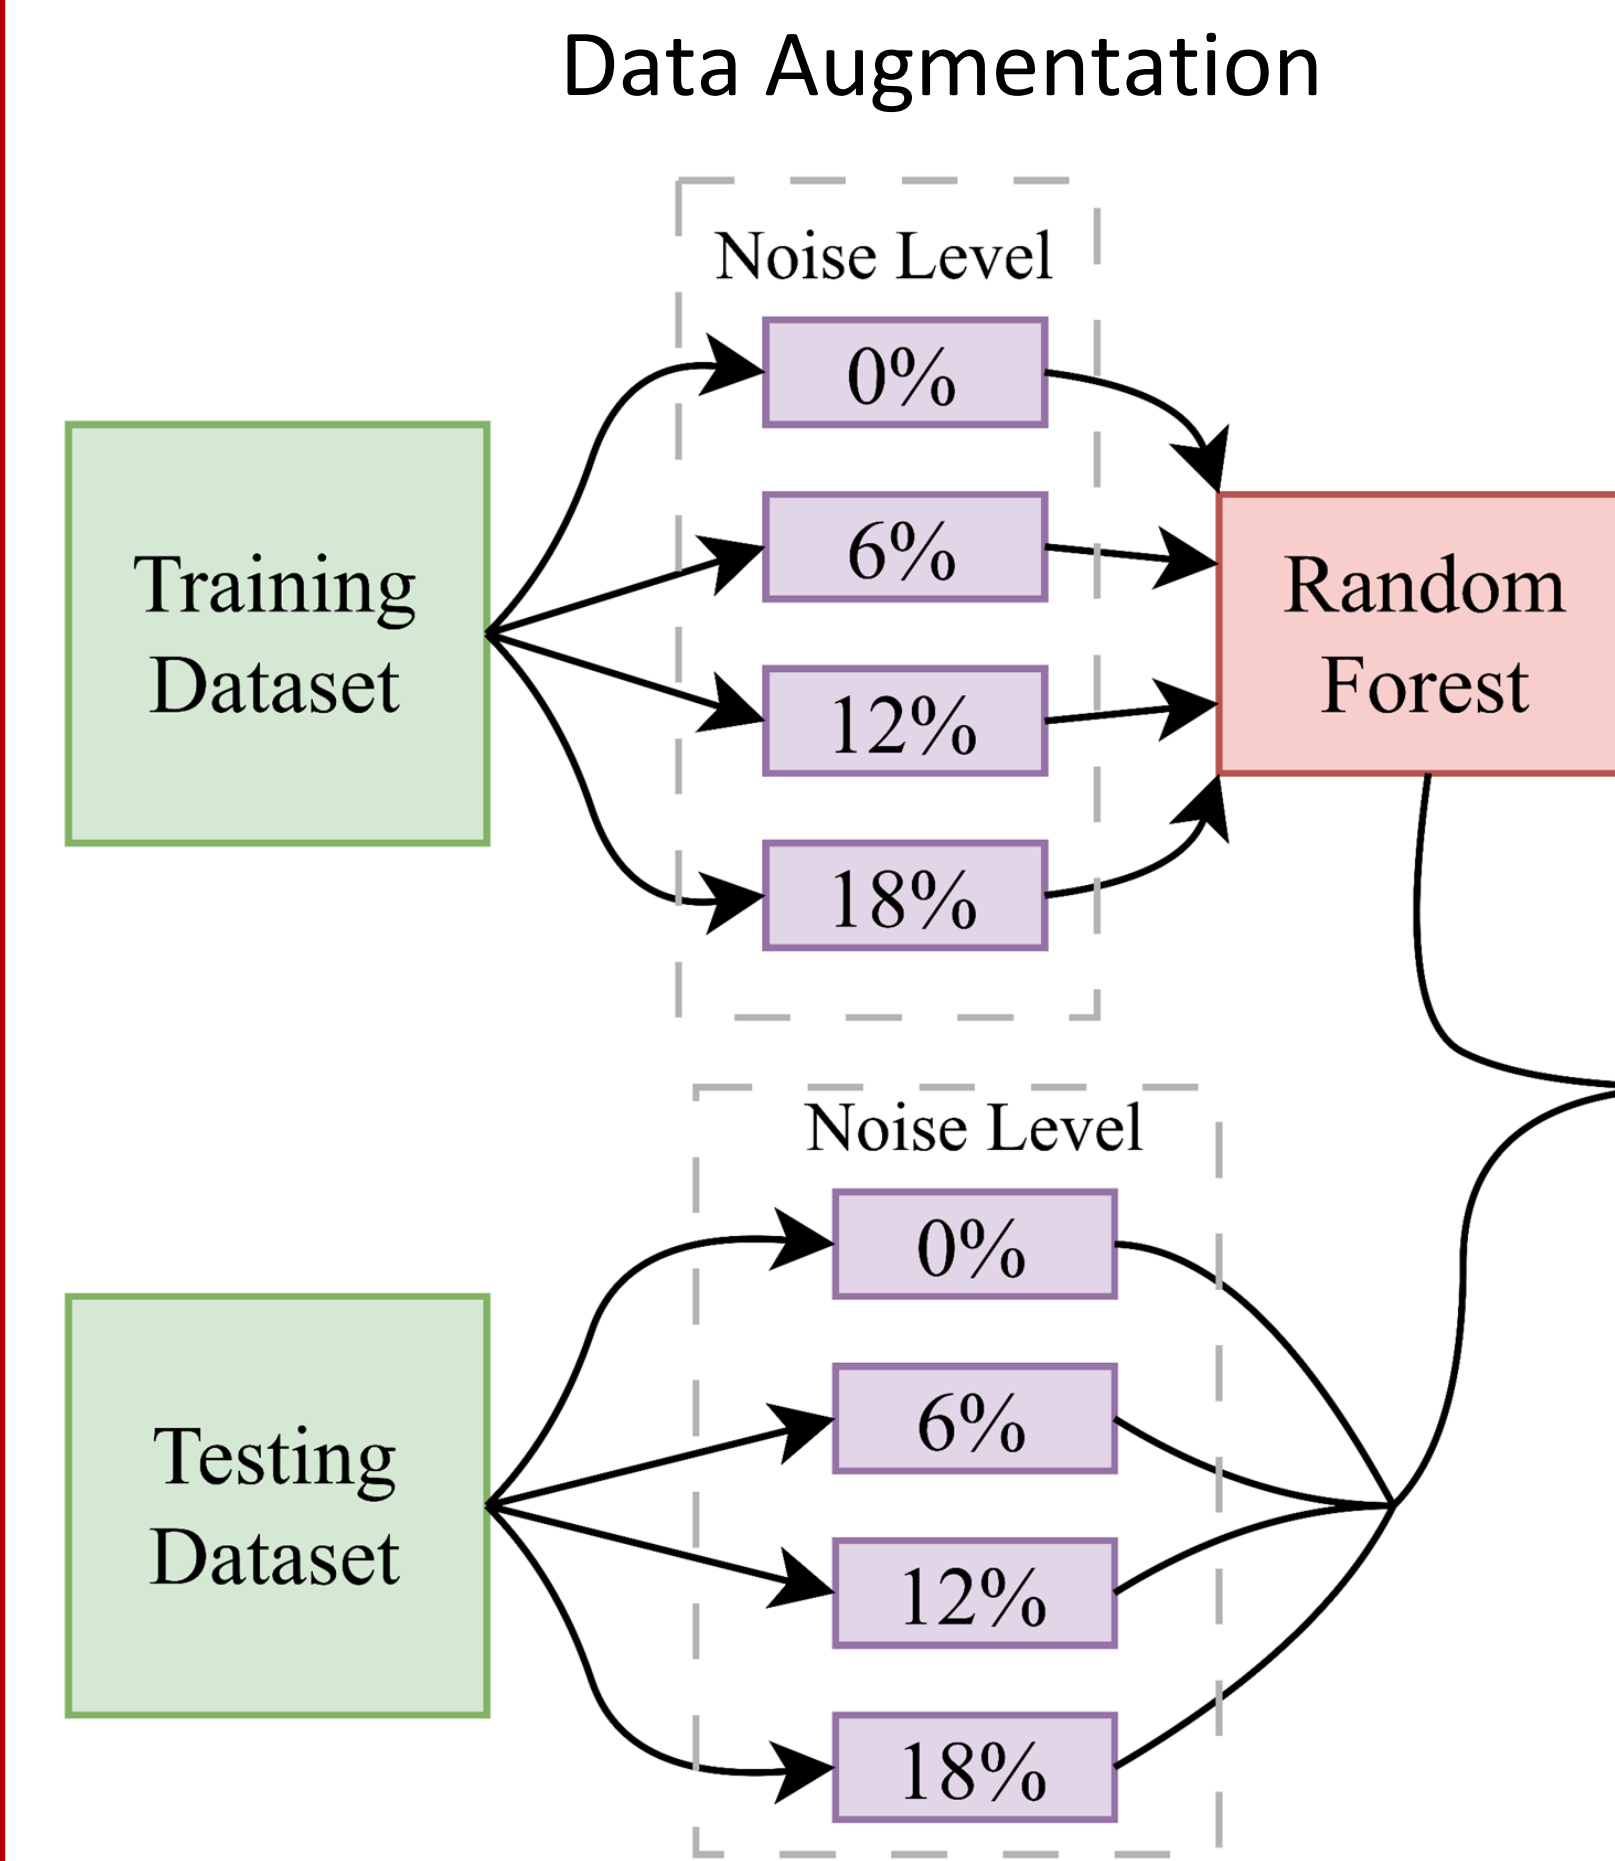 Data Augmentation
Noise Level
0%
6%
12%
18%
Training
Dataset
Random
Forest
Noise Level
0%
6%
12%
18%
Testing
Dataset